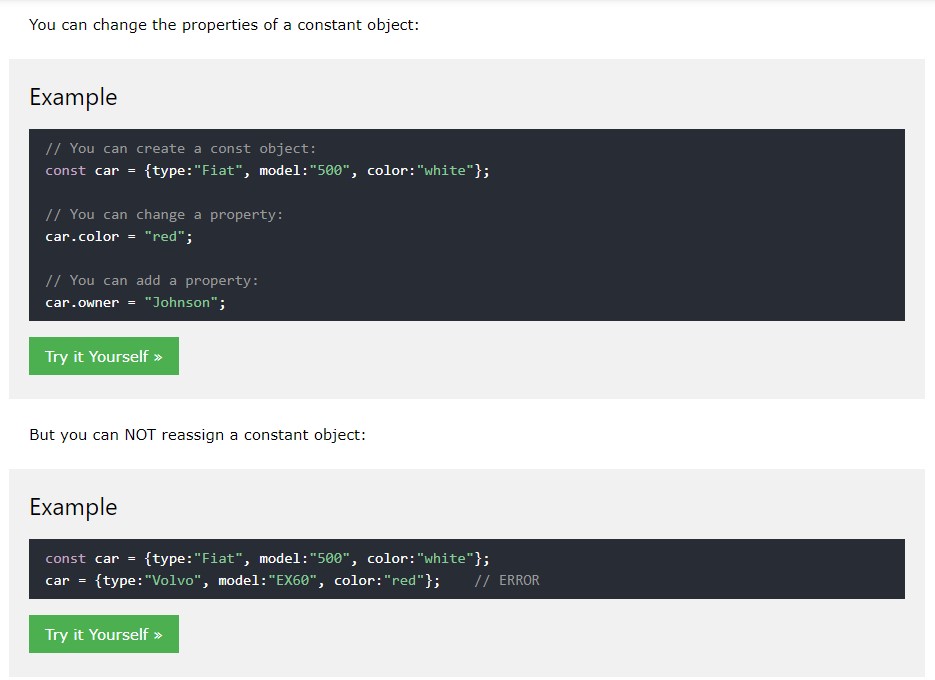 You can change the properties of a constant object:
Example
// You can create a const object:
const car = {type:"Fiat", model:"500", color:"white"};
// You can change a property:
car.color = "red";
// You can add a property:
car.owner = "Johnson";
Try it Yourself »
But you can NOT reassign a constant object:
Example
const car = {type:"Fiat", model:"500", color:"white"};
car = {type:"Volvo", model:"EX60", color:"red"};    // ERROR
Try it Yourself »